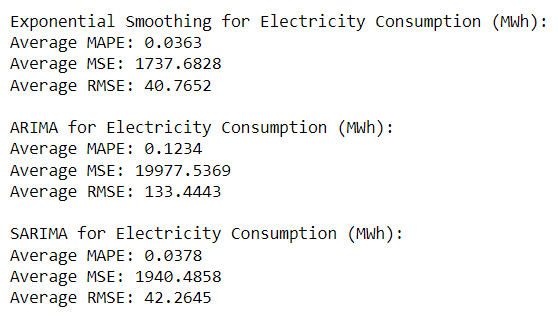 Exponential Smoothing for Electricity Consumption (MWh):
Average MAPE: 0.0363
Average MSE: 1737.6828
Average RMSE: 40.7652
ARIMA for Electricity Consumption (MWh):
Average MAPE: 0.1234
Average MSE: 19977.5369
Average RMSE: 133.4443
SARIMA for Electricity Consumption (MWh):
Average MAPE: 0.0378
Average MSE: 1940.4858
Average RMSE: 42.2645